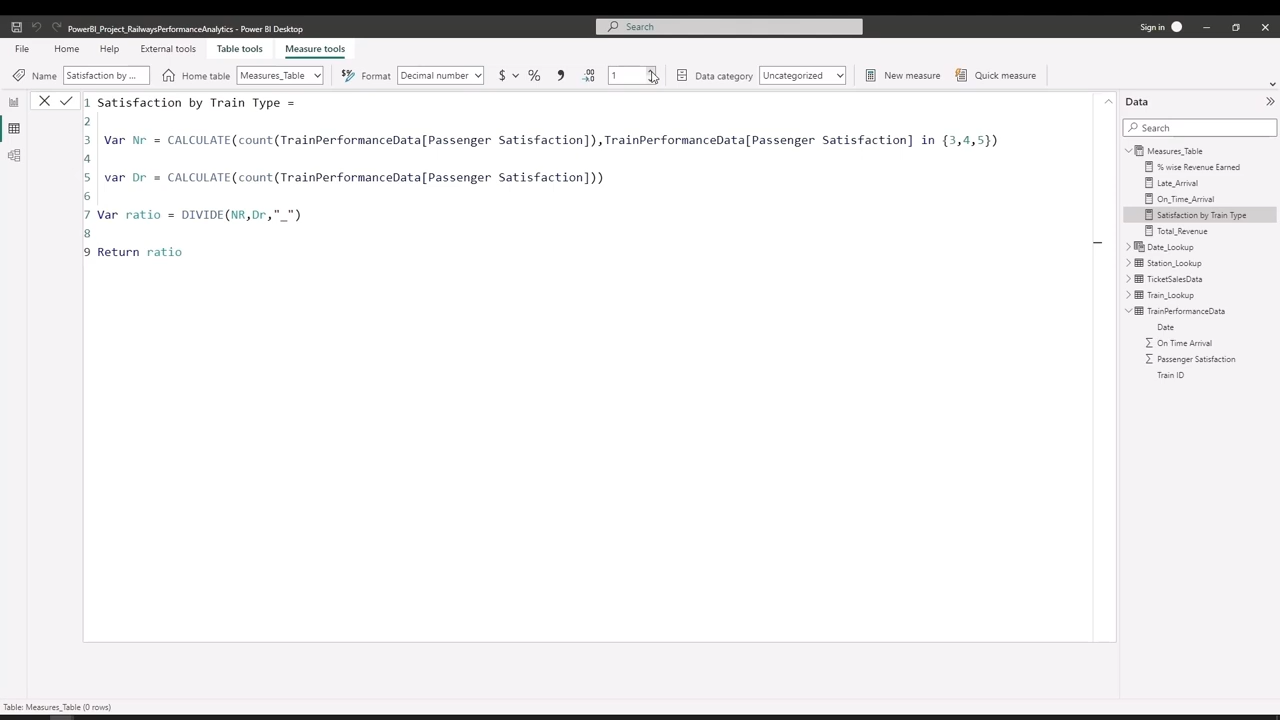 PowerBI_Project_RailwaysPerformanceAnalytics - Power BI Desktop
Search
Sign in
File
Home
Help
External tools
Table tools
Measure tools
Name
Satisfaction by ...
Home table
Measures_Table
Format
Decimal number
$
%
1
Data category
Uncategorized
New measure
Quick measure
1 Satisfaction by Train Type =
2
3 Var Nr = CALCULATE(count(TrainPerformanceData[Passenger Satisfaction]),TrainPerformanceData[Passenger Satisfaction] in {3,4,5})
4
5 var Dr = CALCULATE(count(TrainPerformanceData[Passenger Satisfaction]))
6
7 Var ratio = DIVIDE(NR,Dr,"_")
8
9 Return ratio
Data
Search
Measures_Table
% wise Revenue Earned
Late_Arrival
On_Time_Arrival
Satisfaction by Train Type
Total_Revenue
Date_Lookup
Station_Lookup
TicketSalesData
Train_Lookup
TrainPerformanceData
Date
On Time Arrival
Passenger Satisfaction
Train ID
Table: Measures_Table (0 rows)